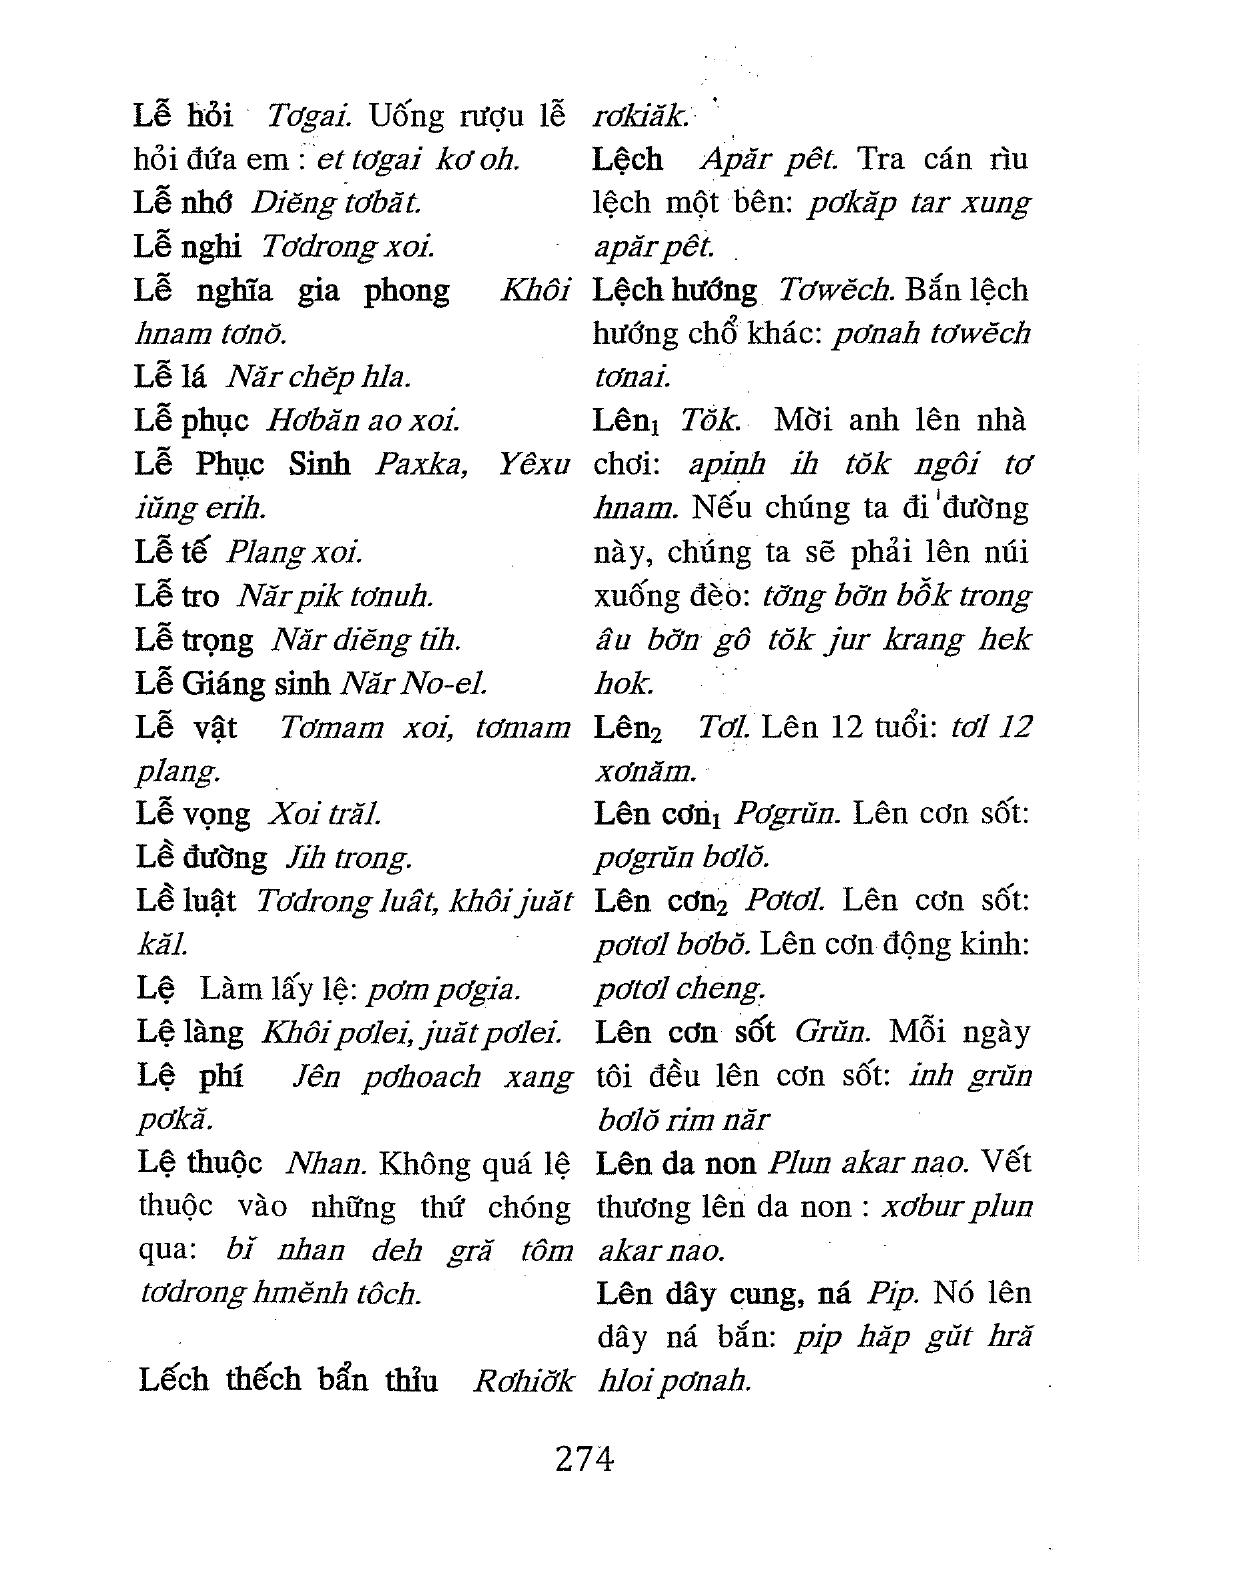 Lễ hỏi Tơgai. Uống rượu lễ
hỏi đứa em : et tơgai kơ oh.
Lễ nhớ Diĕng tơbăt.
Lễ nghi Tơdrong xoi.
Lễ nghĩa gia phong Khôi
hnam tơnŏ.
Lễ lá Năr chĕp hla.
Lễ phục Hơbăn ao xoi.
Lễ Phục Sinh Paxka, Yêxu
iŭng erih.
Lễ tế Plang xoi.
Lễ tro Năr pik tơnuh.
Lễ trọng Năr diĕng tih.
Lễ Giáng sinh Năr No-el.
Lễ vật Tơmam xoi, tơmam
plang.
Lễ vọng Xoi trăl.
Lề đường Jih trong.
Lề luật Tơdrong luât, khôi juăt
kăl.
Lệ Làm lấy lệ: pơm pơgia.
Lệ làng Khôi pơlei, juăt pơlei.
Lệ phí Jên pơhoach xang
pơkă.
Lệ thuộc Nhan. Không quá lệ
thuộc vào những thứ chóng
qua: bĭ nhan deh gră tôm
tơdrong hmĕnh tôch.
Lếch thếch bẩn thỉu Rơhiơ̆k
rơkiăk.
Lệch Apăr pêt. Tra cán rìu
lệch một bên: pơkăp tar xung
apăr pêt.
Lệch hướng Tơwĕch. Bắn lệch
hướng chổ khác: pơnah tơwĕch
tơnai.
Lên₁ Tŏk. Mời anh lên nhà
chơi: apinh ih tŏk ngôi tơ
hnam. Nếu chúng ta đi đường
này, chúng ta sẽ phải lên núi
xuống đèo: tơ̆ng bơ̆n bô̆k trong
âu bơ̆n gô tŏk jur krang hek
hok.
Lên₂ Tơl. Lên 12 tuổi: tơl 12
xơnăm.
Lên cơn₁ Pơgrŭn. Lên cơn sốt:
pơgrŭn bơlŏ.
Lên cơn₂ Pơtơl. Lên cơn sốt:
pơtơl bơbŏ. Lên cơn động kinh:
pơtơl cheng.
Lên cơn sốt Grŭn. Mỗi ngày
tôi đều lên cơn sốt: inh grŭn
bơlŏ rim năr
Lên da non Plun akar nao. Vết
thương lên da non : xơbur plun
akar nao.
Lên dây cung, ná Pip. Nó lên
dây ná bắn: pip hăp gŭt hră
hloi pơnah.
274